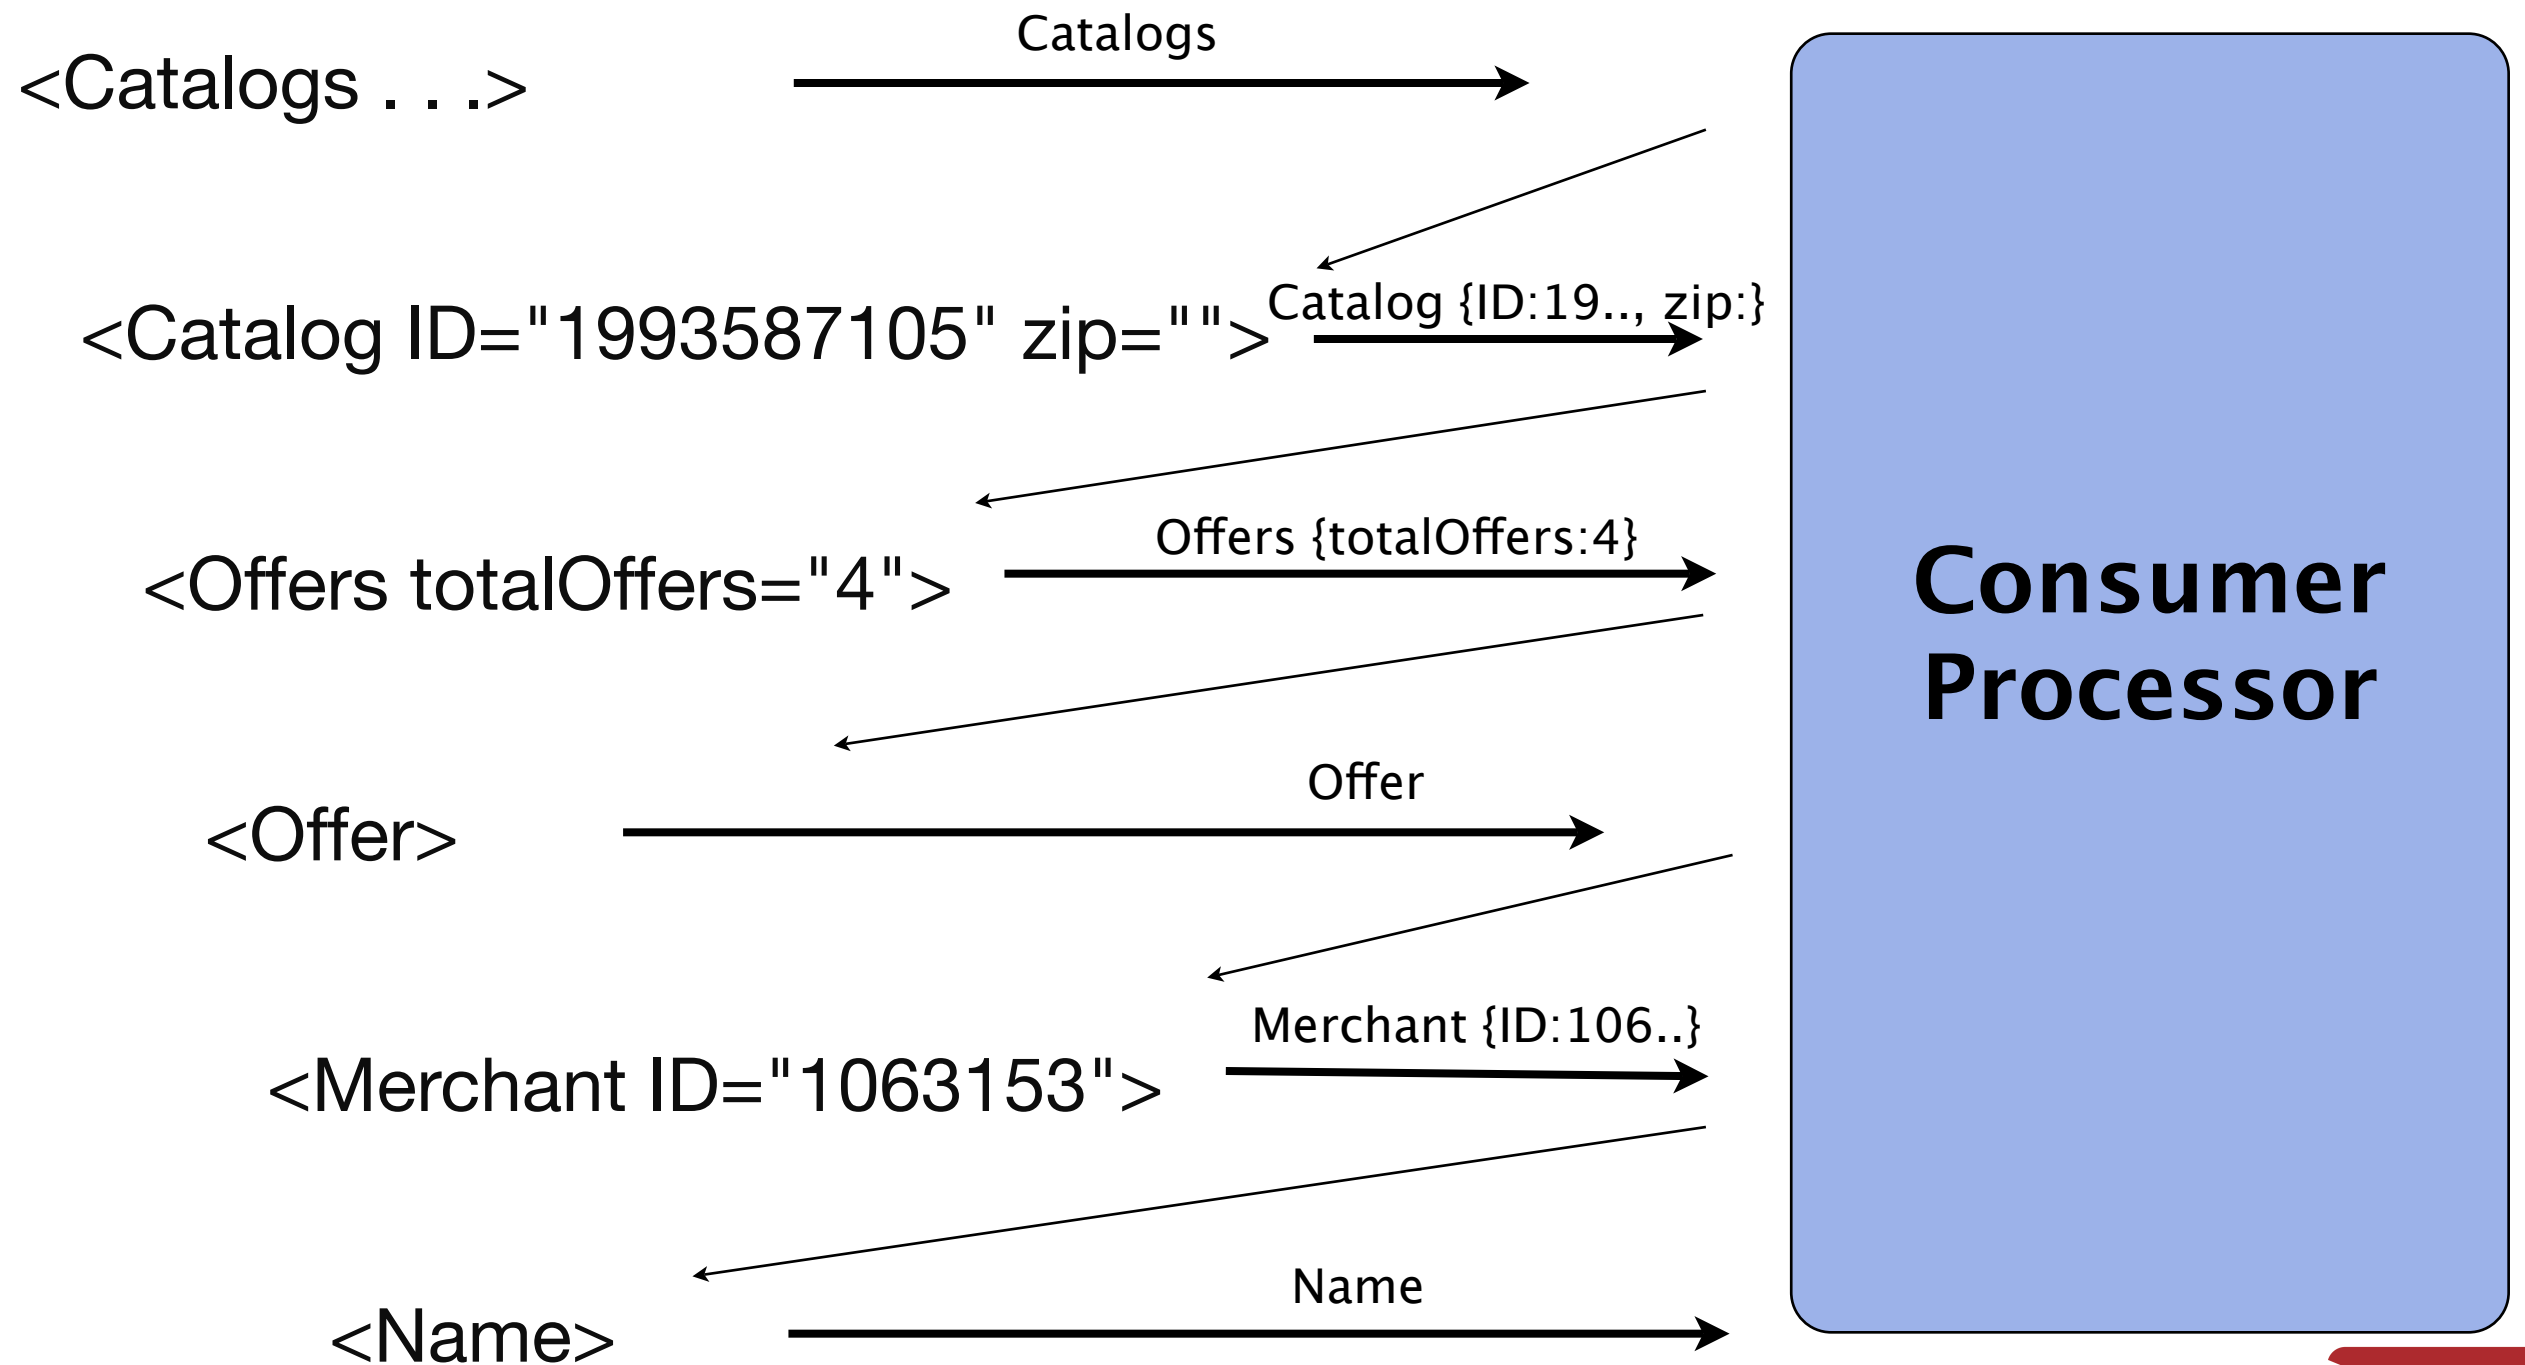 Catalogs
<Catalogs . . .>
Catalog {ID:19.., zip:}
<Catalog ID="1993587105" zip="">
Offers {totalOffers:4}
<Offers totalOffers="4">
Consumer
Processor
Offer
<Offer>
Merchant {ID:106..}
<Merchant ID="1063153">
Name
<Name>